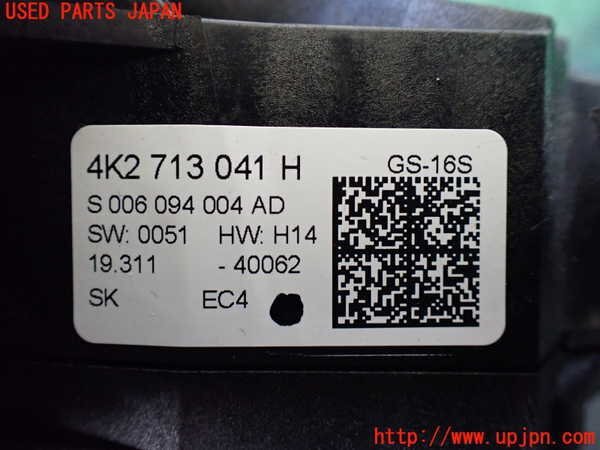 USED PARTS JAPAN
4K2 713 041 H
GS-16S
S 006 094 004 AD
SW: 0051 HW: H14
19.311 - 40062
SK EC4
http://www.upjpn.com/